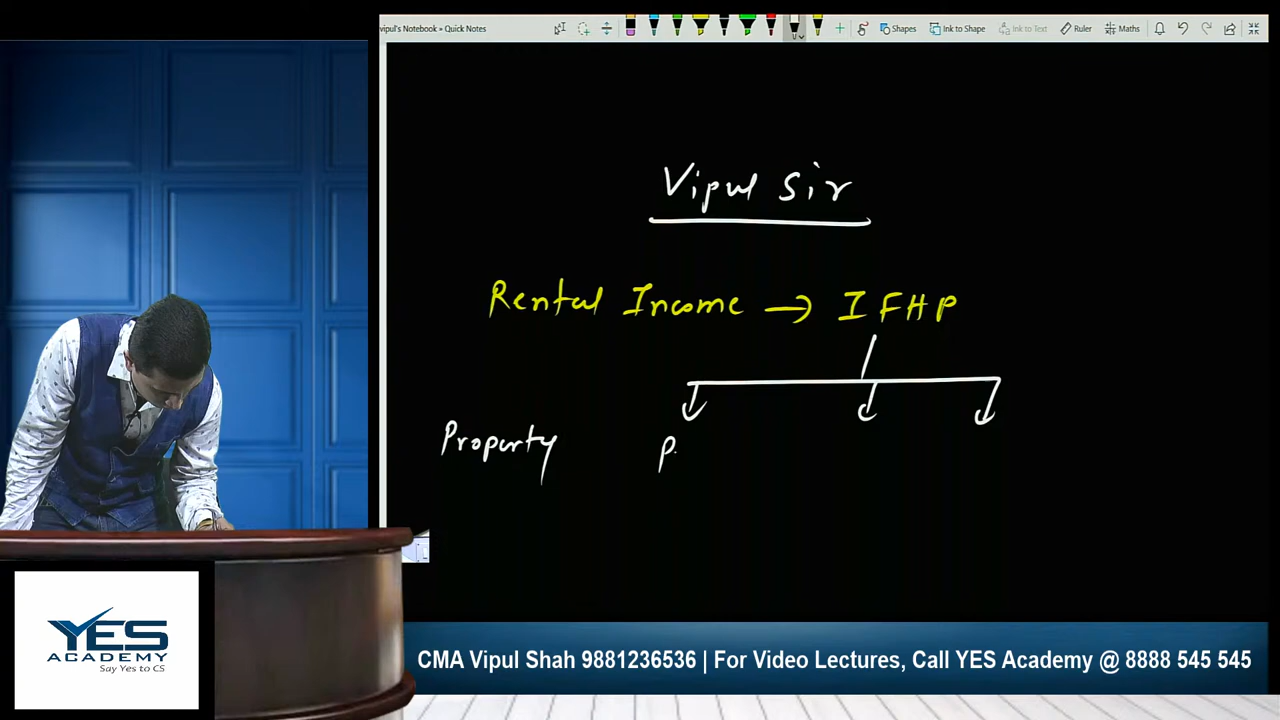 vipul's Notebook » Quick Notes
Shapes Ink to Shape Ink to Text Ruler Maths
Vipul Sir
Rental Income → IFHP
Property P.
YES
ACADEMY
Say Yes to CS
CMA Vipul Shah 9881236536 | For Video Lectures, Call YES Academy @ 8888 545 545